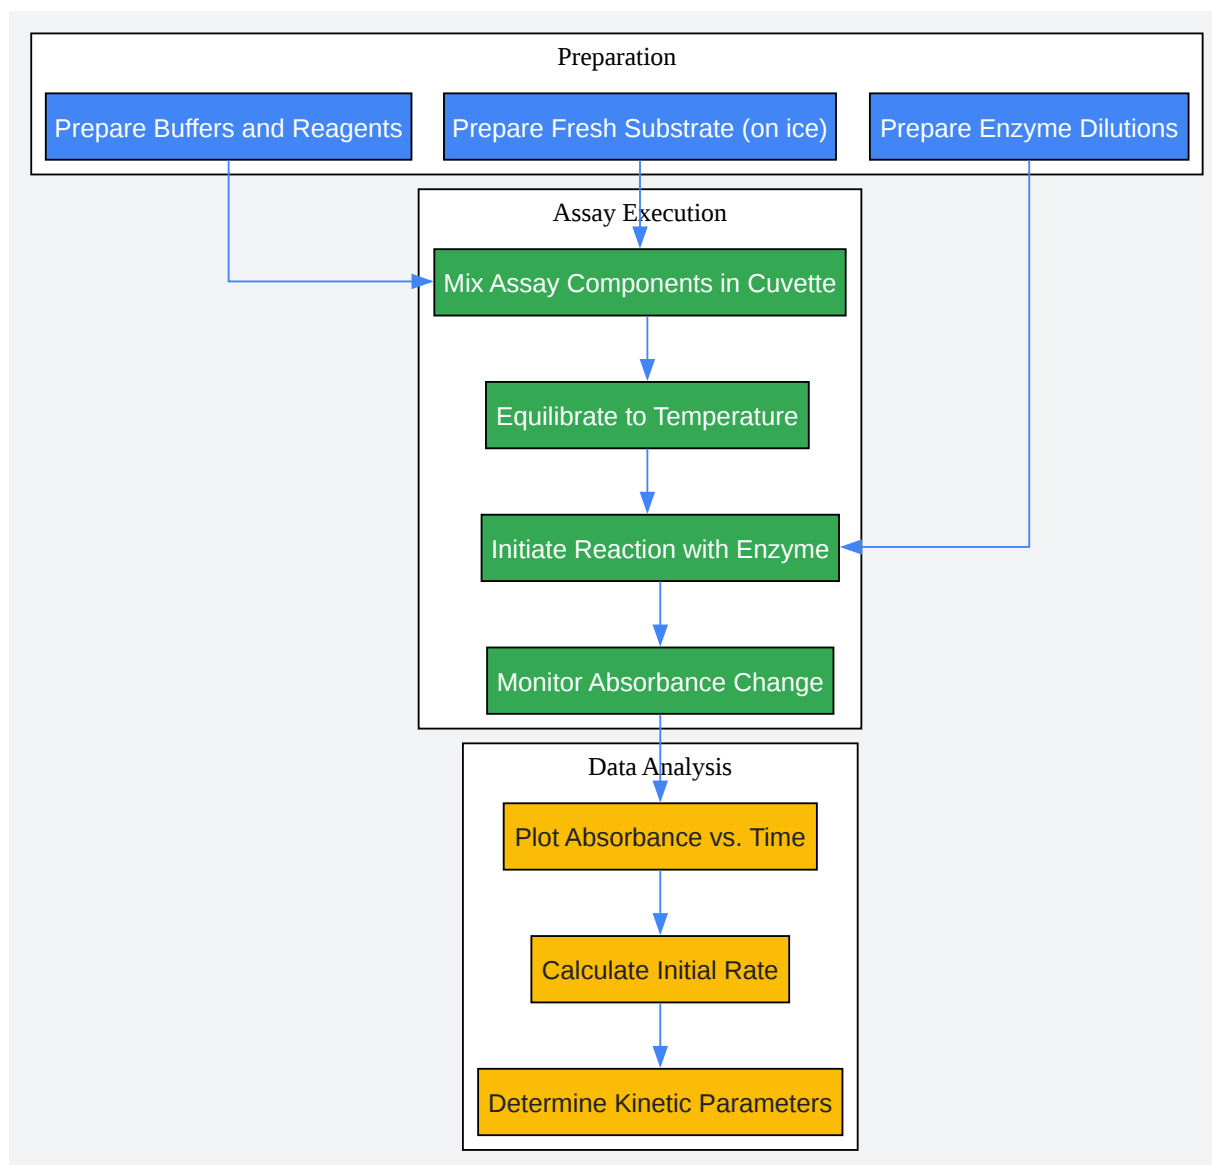 Preparation
Prepare Buffers and Reagents
Prepare Fresh Substrate (on ice)
Prepare Enzyme Dilutions
Assay Execution
Mix Assay Components in Cuvette
Equilibrate to Temperature
Initiate Reaction with Enzyme
Monitor Absorbance Change
Data Analysis
Plot Absorbance vs. Time
Calculate Initial Rate
Determine Kinetic Parameters